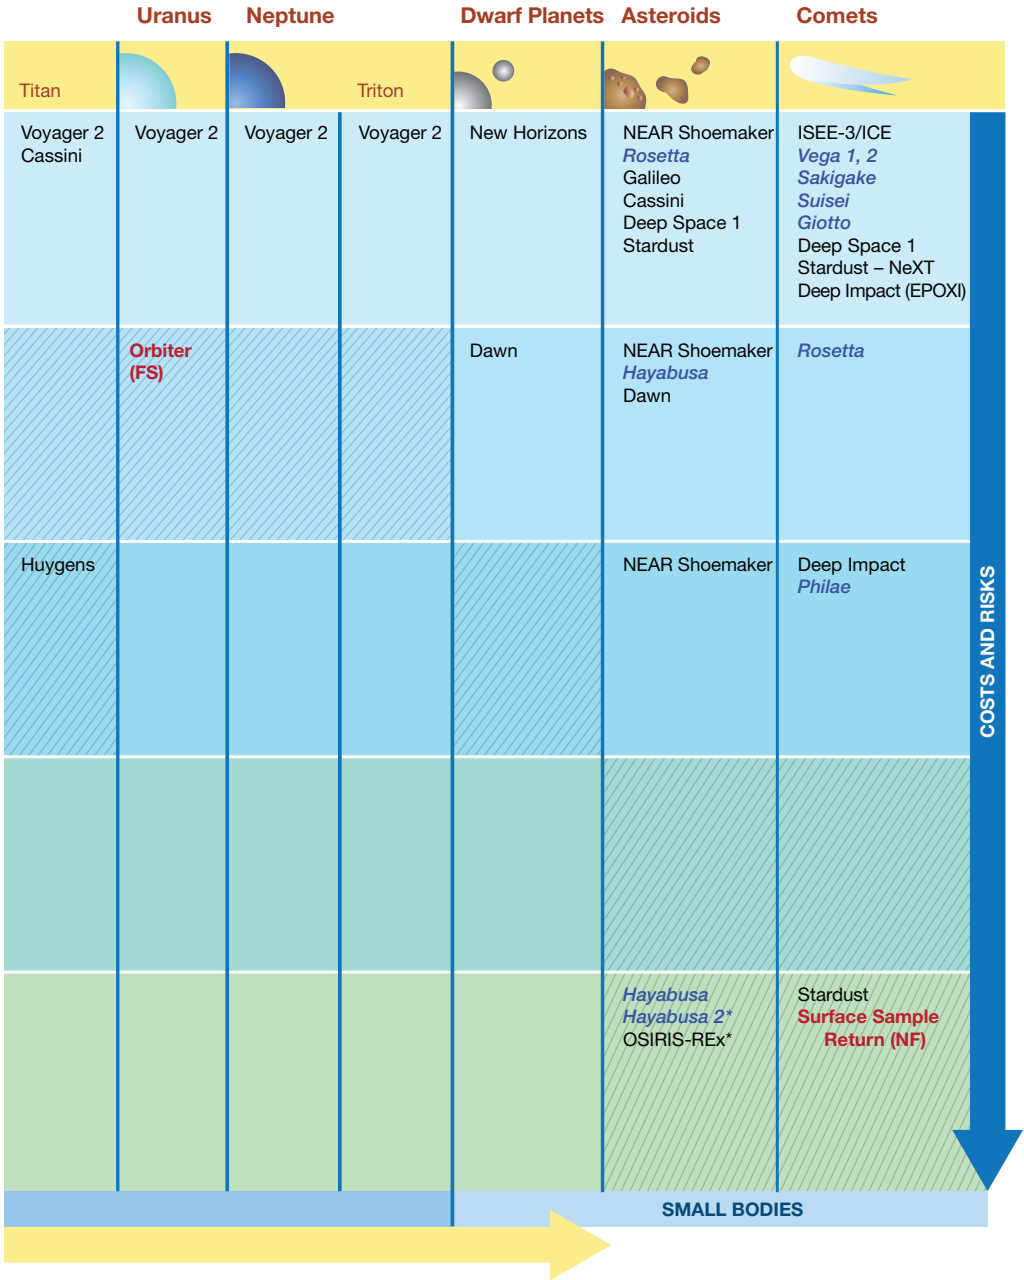 Uranus
Neptune
Dwarf Planets
Asteroids
Comets
Titan
Triton
Voyager 2
Cassini
Voyager 2
Voyager 2
Voyager 2
New Horizons
NEAR Shoemaker
Rosetta
Galileo
Cassini
Deep Space 1
Stardust
ISEE-3/ICE
Vega 1, 2
Sakigake
Suisei
Giotto
Deep Space 1
Stardust – NeXT
Deep Impact (EPOXI)
Orbiter
(FS)
Dawn
NEAR Shoemaker
Hayabusa
Dawn
Rosetta
Huygens
NEAR Shoemaker
Deep Impact
Philae
COSTS AND RISKS
Hayabusa
Hayabusa 2*
OSIRIS-REx*
Stardust
Surface Sample
Return (NF)
SMALL BODIES